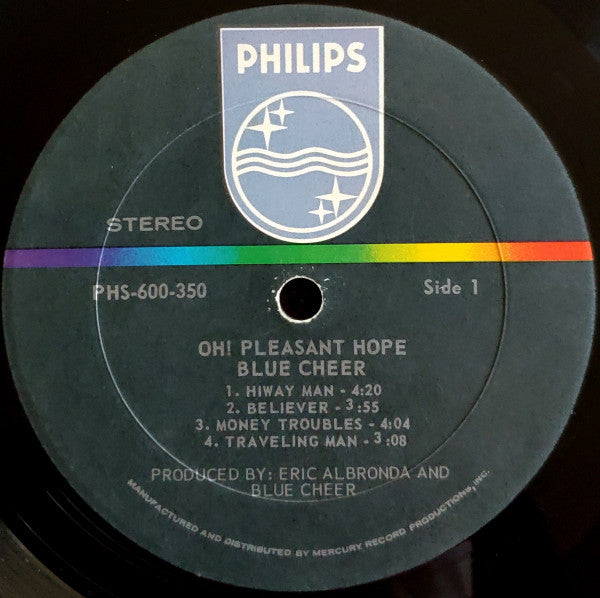 PHILIPS
STEREO
PHS-600-350
Side 1
OH! PLEASANT HOPE
BLUE CHEER
1. HIWAY MAN - 4:20
2. BELIEVER - 3:55
3. MONEY TROUBLES - 4:04
4. TRAVELING MAN - 3:08
PRODUCED BY: ERIC ALBRONDA AND
BLUE CHEER
MANUFACTURED AND DISTRIBUTED BY MERCURY RECORD PRODUCTIONS, INC.